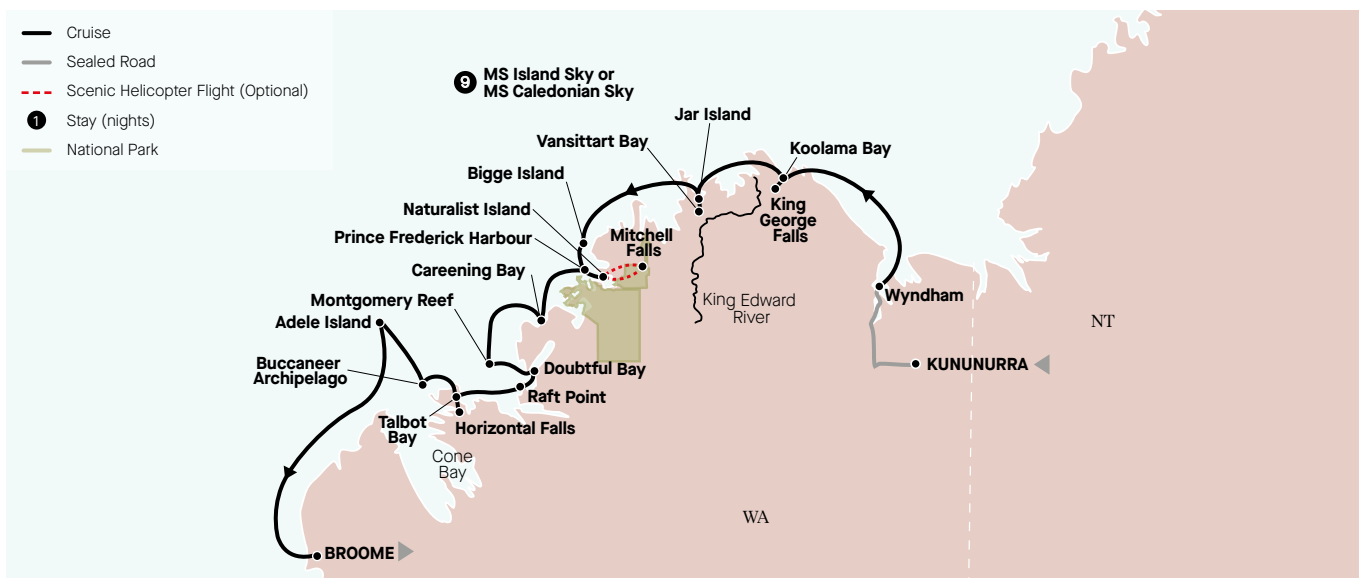 Cruise
Sealed Road
Scenic Helicopter Flight (Optional)
1 Stay (nights)
National Park
9 MS Island Sky or
MS Caledonian Sky
Jar Island
Vansittart Bay
Koolama Bay
Bigge Island
King
George
Falls
Naturalist Island
Prince Frederick Harbour
Mitchell
Falls
Careening Bay
Wyndham
Montgomery Reef
King Edward
River
Adele Island
NT
Buccaneer
Archipelago
Doubtful Bay
KUNUNURRA
Raft Point
Talbot
Bay
Horizontal Falls
Cone
Bay
WA
BROOME